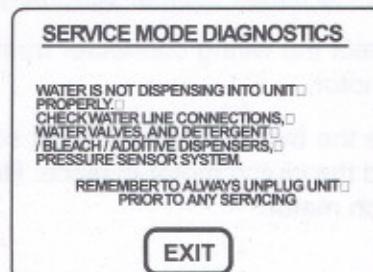 SERVICE MODE DIAGNOSTICS
WATER IS NOT DISPENSING INTO UNIT□
PROPERLY.□
CHECK WATER LINE CONNECTIONS,□
WATER VALVES, AND DETERGENT□
/ BLEACH / ADDITIVE DISPENSERS,□
PRESSURE SENSOR SYSTEM.
REMEMBER TO ALWAYS UNPLUG UNIT□
PRIOR TO ANY SERVICING
EXIT